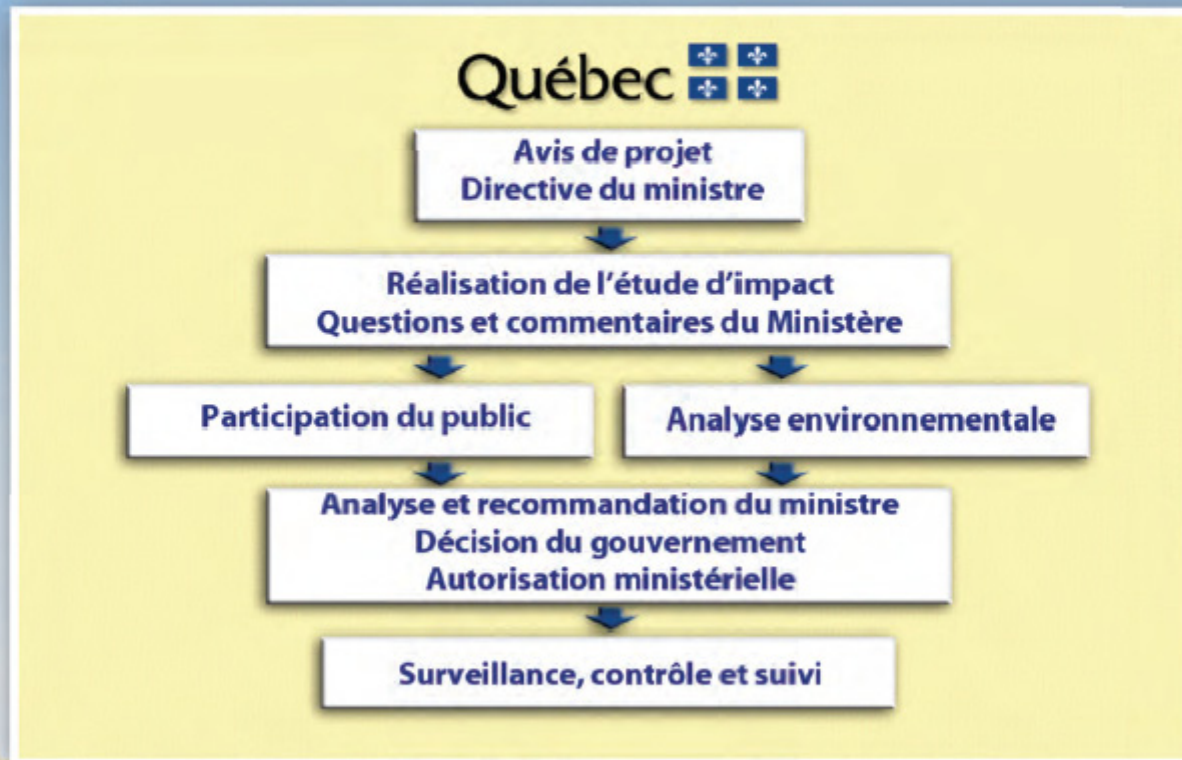 Québec
Avis de projet
Directive du ministre
Réalisation de l'étude d'impact
Questions et commentaires du Ministère
Participation du public
Analyse environnementale
Analyse et recommandation du ministre
Décision du gouvernement
Autorisation ministérielle
Surveillance, contrôle et suivi